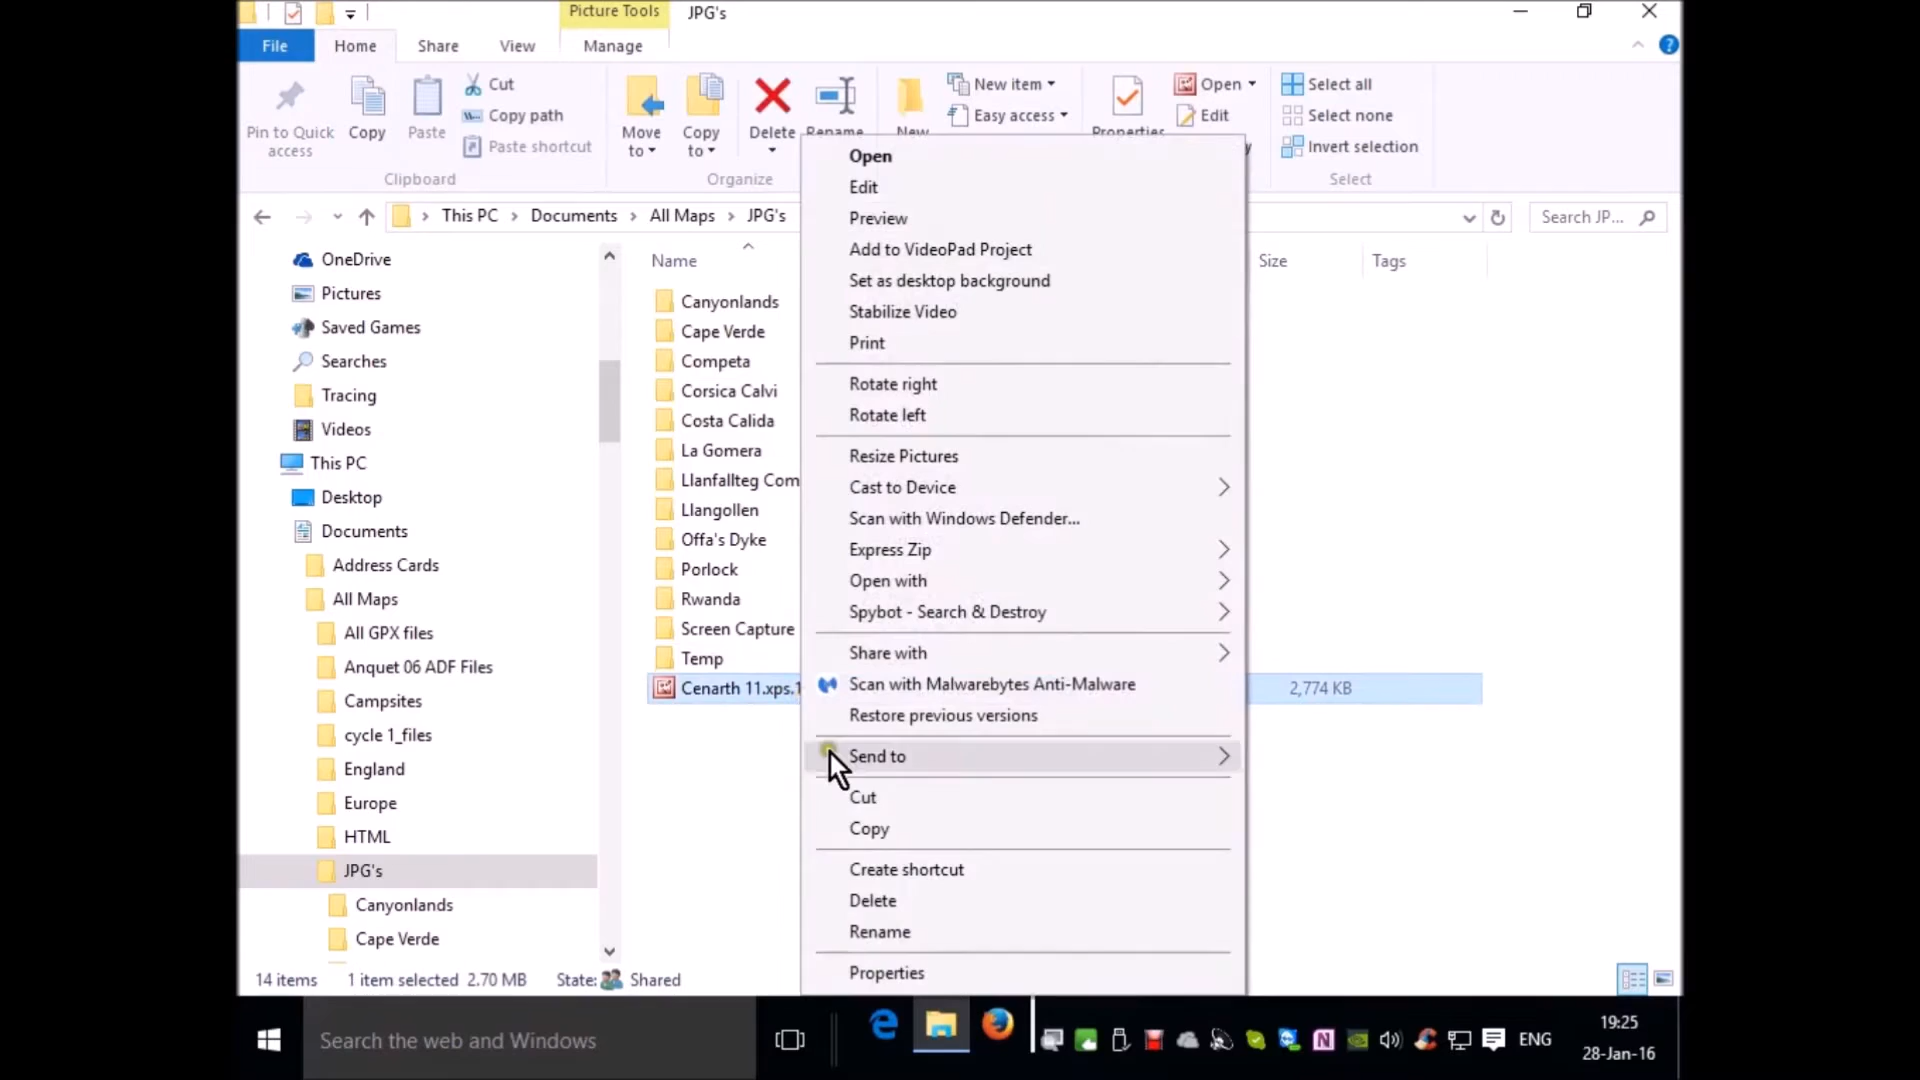 Picture Tools
JPG's
File
Home
Share
View
Manage
Pin to Quick access
Copy
Paste
Cut
Copy path
Paste shortcut
Clipboard
Move to
Copy to
Delete
Rename
Organize
New
New item
Easy access
Properties
Open
Edit
Select all
Select none
Invert selection
Select
This PC
Documents
All Maps
JPG's
Search JP...
OneDrive
Pictures
Saved Games
Searches
Tracing
Videos
This PC
Desktop
Documents
Address Cards
All Maps
All GPX files
Anquet 06 ADF Files
Campsites
cycle 1_files
England
Europe
HTML
JPG's
Canyonlands
Cape Verde
Name
Size
Tags
Canyonlands
Cape Verde
Competa
Corsica Calvi
Costa Calida
La Gomera
Llanfallteg Com
Llangollen
Offa's Dyke
Porlock
Rwanda
Screen Capture
Temp
Cenarth 11.xps.1
2,774 KB
Open
Edit
Preview
Add to VideoPad Project
Set as desktop background
Stabilize Video
Print
Rotate right
Rotate left
Resize Pictures
Cast to Device
Scan with Windows Defender...
Express Zip
Open with
Spybot - Search & Destroy
Share with
Scan with Malwarebytes Anti-Malware
Restore previous versions
Send to
Cut
Copy
Create shortcut
Delete
Rename
Properties
14 items
1 item selected 2.70 MB
State: Shared
Search the web and Windows
ENG
19:25
28-Jan-16